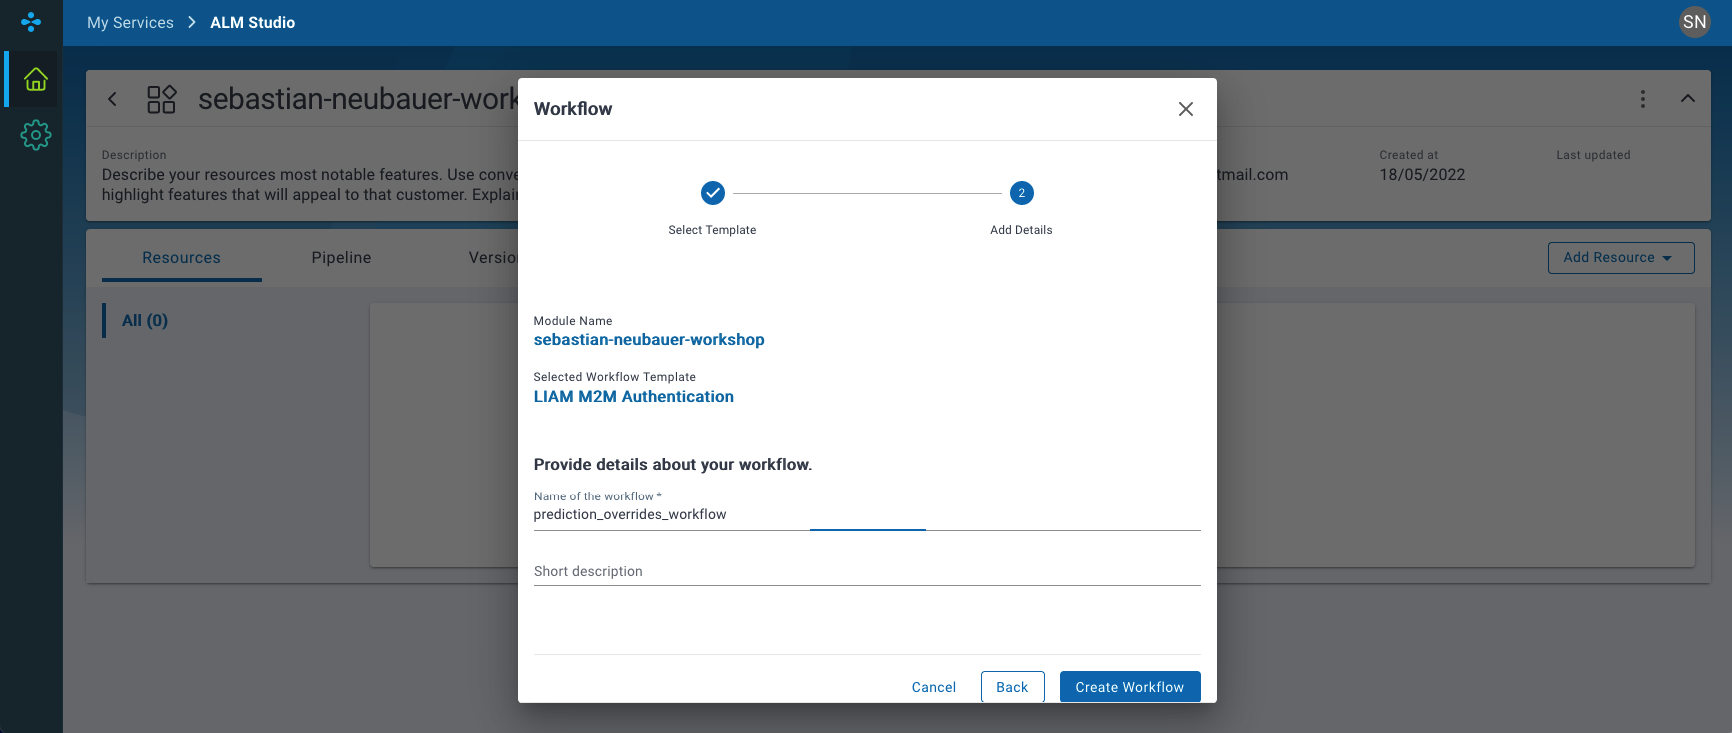 My Services > ALM Studio
SN
sebastian-neubauer-work
Description
Describe your resources most notable features. Use conve
highlight features that will appeal to that customer. Explai
tmail.com
Created at
18/05/2022
Last updated
Resources
Pipeline
Versio
Add Resource
All (0)
Workflow
2
Select Template
Add Details
Module Name
sebastian-neubauer-workshop
Selected Workflow Template
LIAM M2M Authentication
Provide details about your workflow.
Name of the workflow *
prediction_overrides_workflow
Short description
Cancel
Back
Create Workflow